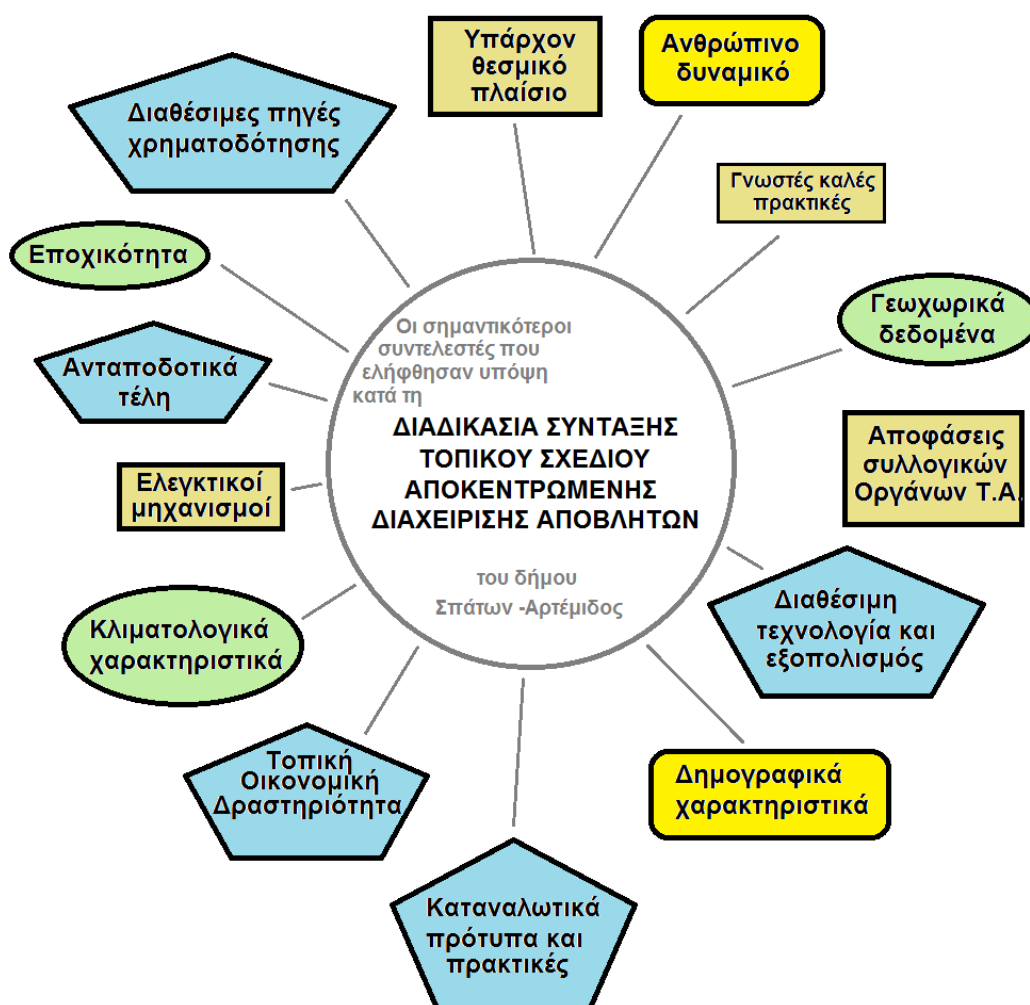 Υπάρχον
θεσμικό
πλαίσιο
Ανθρώπινο
δυναμικό
Διαθέσιμες πηγές
χρηματοδότησης
Γνωστές καλές
πρακτικές
Εποχικότητα
Γεωχωρικά
δεδομένα
Οι σημαντικότεροι
συντελεστές που
ελήφθησαν υπόψη
κατά τη
ΔΙΑΔΙΚΑΣΙΑ ΣΥΝΤΑΞΗΣ
ΤΟΠΙΚΟΥ ΣΧΕΔΙΟΥ
ΑΠΟΚΕΝΤΡΩΜΕΝΗΣ
ΔΙΑΧΕΙΡΙΣΗΣ ΑΠΟΒΛΗΤΩΝ
του δήμου
Σπάτων -Αρτέμιδος
Ανταποδοτικά
τέλη
Αποφάσεις
συλλογικών
Οργάνων Τ.Α.
Ελεγκτικοί
μηχανισμοί
Διαθέσιμη
τεχνολογία και
εξοπολισμός
Κλιματολογικά
χαρακτηριστικά
Τοπική
Οικονομική
Δραστηριότητα
Δημογραφικά
χαρακτηριστικά
Καταναλωτικά
πρότυπα και
πρακτικές